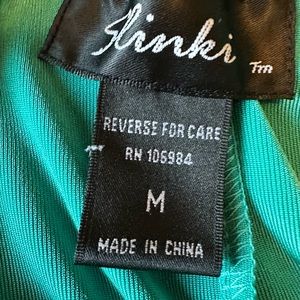 Slinki
TM
REVERSE FOR CARE
RN 106984
M
MADE IN CHINA